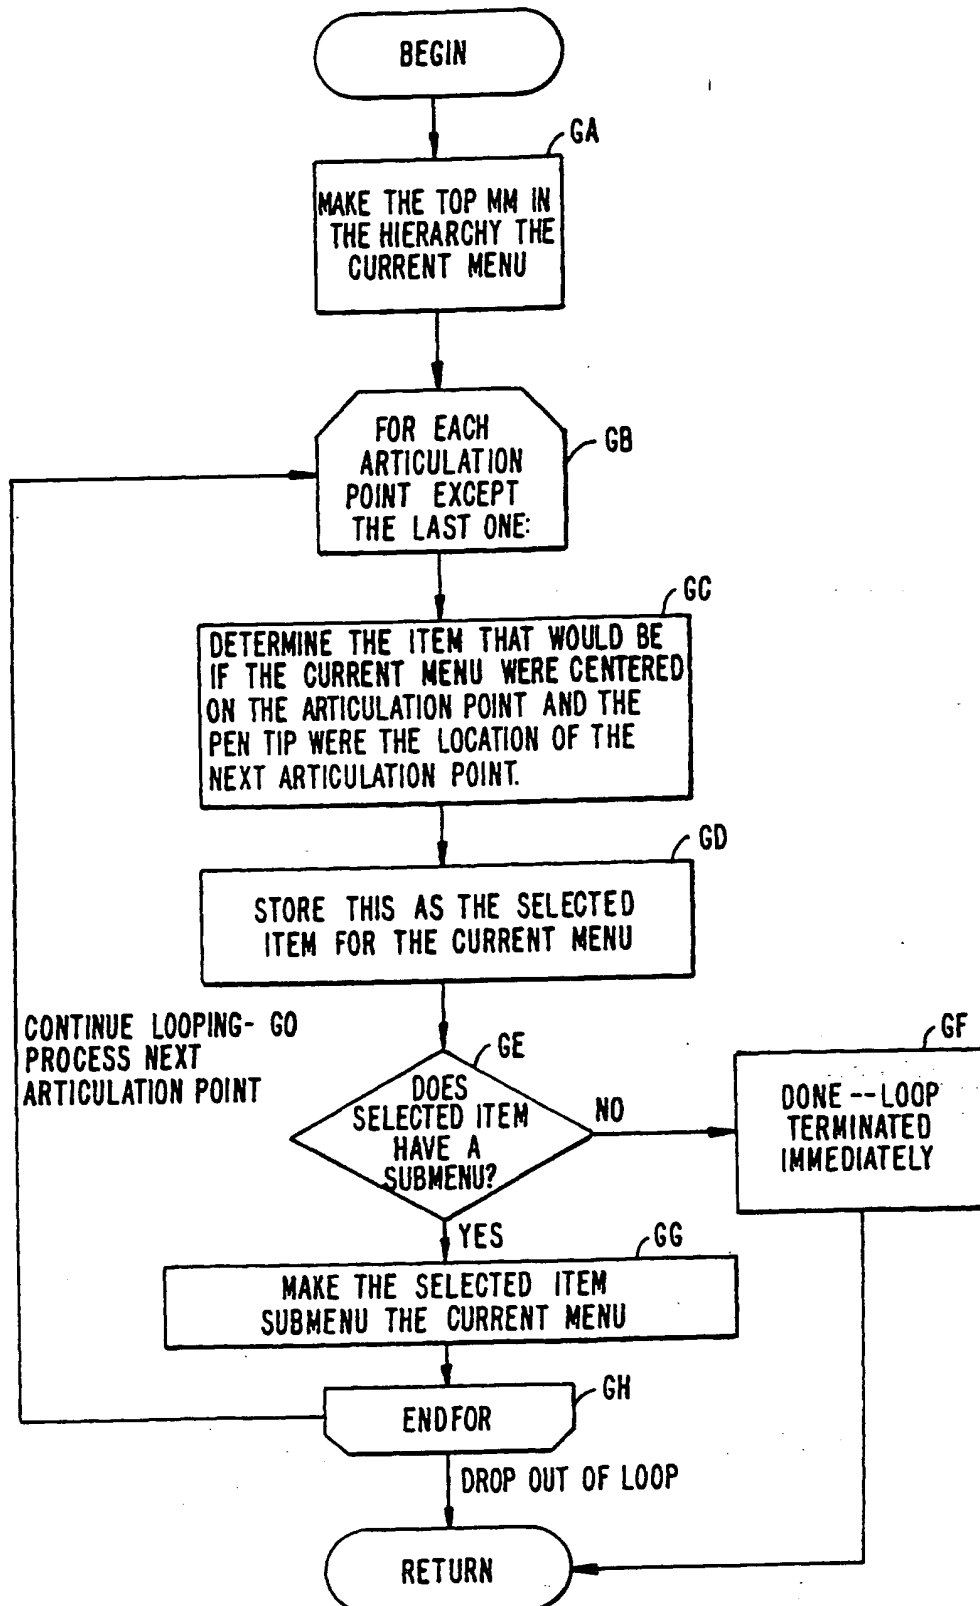 BEGIN
GA
MAKE THE TOP MM IN
THE HIERARCHY THE
CURRENT MENU
FOR EACH
ARTICULATION
POINT EXCEPT
THE LAST ONE:
GB
GC
DETERMINE THE ITEM THAT WOULD BE
IF THE CURRENT MENU WERE CENTERED
ON THE ARTICULATION POINT AND THE
PEN TIP WERE THE LOCATION OF THE
NEXT ARTICULATION POINT.
GD
STORE THIS AS THE SELECTED
ITEM FOR THE CURRENT MENU
CONTINUE LOOPING- GO
PROCESS NEXT
ARTICULATION POINT
GE
DOES
SELECTED ITEM
HAVE A
SUBMENU?
NO
GF
DONE -- LOOP
TERMINATED
IMMEDIATELY
YES
GG
MAKE THE SELECTED ITEM
SUBMENU THE CURRENT MENU
GH
ENDFOR
DROP OUT OF LOOP
RETURN